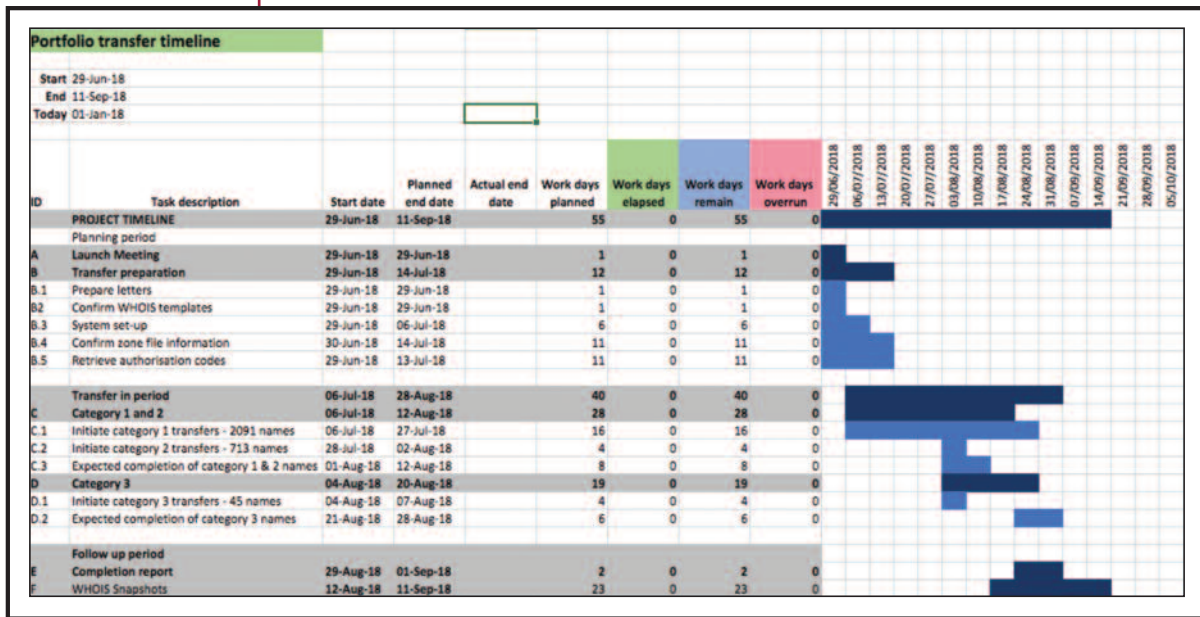 Portfolio transfer timeline
Start 29-Jun-18
End 11-Sep-18
Today 01-Jan-18
ID Task description Start date Planned end date Actual end date Work days planned Work days elapsed Work days remain Work days overrun 29/06/2018 06/07/2018 13/07/2018 20/07/2018 27/07/2018 03/08/2018 10/08/2018 17/08/2018 24/08/2018 31/08/2018 07/09/2018 14/09/2018 21/09/2018 28/09/2018 05/10/2018
PROJECT TIMELINE 29-Jun-18 11-Sep-18 55 0 55 0
Planning period
A Launch Meeting 29-Jun-18 29-Jun-18 1 0 1 0
B Transfer preparation 29-Jun-18 14-Jul-18 12 0 12 0
B.1 Prepare letters 29-Jun-18 29-Jun-18 1 0 1 0
B2 Confirm WHOIS templates 29-Jun-18 29-Jun-18 1 0 1 0
B.3 System set-up 29-Jun-18 06-Jul-18 6 0 6 0
B.4 Confirm zone file information 30-Jun-18 14-Jul-18 11 0 11 0
B.5 Retrieve authorisation codes 29-Jun-18 13-Jul-18 11 0 11 0
Transfer in period 06-Jul-18 28-Aug-18 40 0 40 0
C Category 1 and 2 06-Jul-18 12-Aug-18 28 0 28 0
C.1 Initiate category 1 transfers - 2091 names 06-Jul-18 27-Jul-18 16 0 16 0
C.2 Initiate category 2 transfers - 713 names 28-Jul-18 02-Aug-18 4 0 4 0
C.3 Expected completion of category 1 & 2 names 01-Aug-18 12-Aug-18 8 0 8 0
D Category 3 04-Aug-18 20-Aug-18 19 0 19 0
D.1 Initiate category 3 transfers - 45 names 04-Aug-18 07-Aug-18 4 0 4 0
D.2 Expected completion of category 3 names 21-Aug-18 28-Aug-18 6 0 6 0
Follow up period
E Completion report 29-Aug-18 01-Sep-18 2 0 2 0
F WHOIS Snapshots 12-Aug-18 11-Sep-18 23 0 23 0